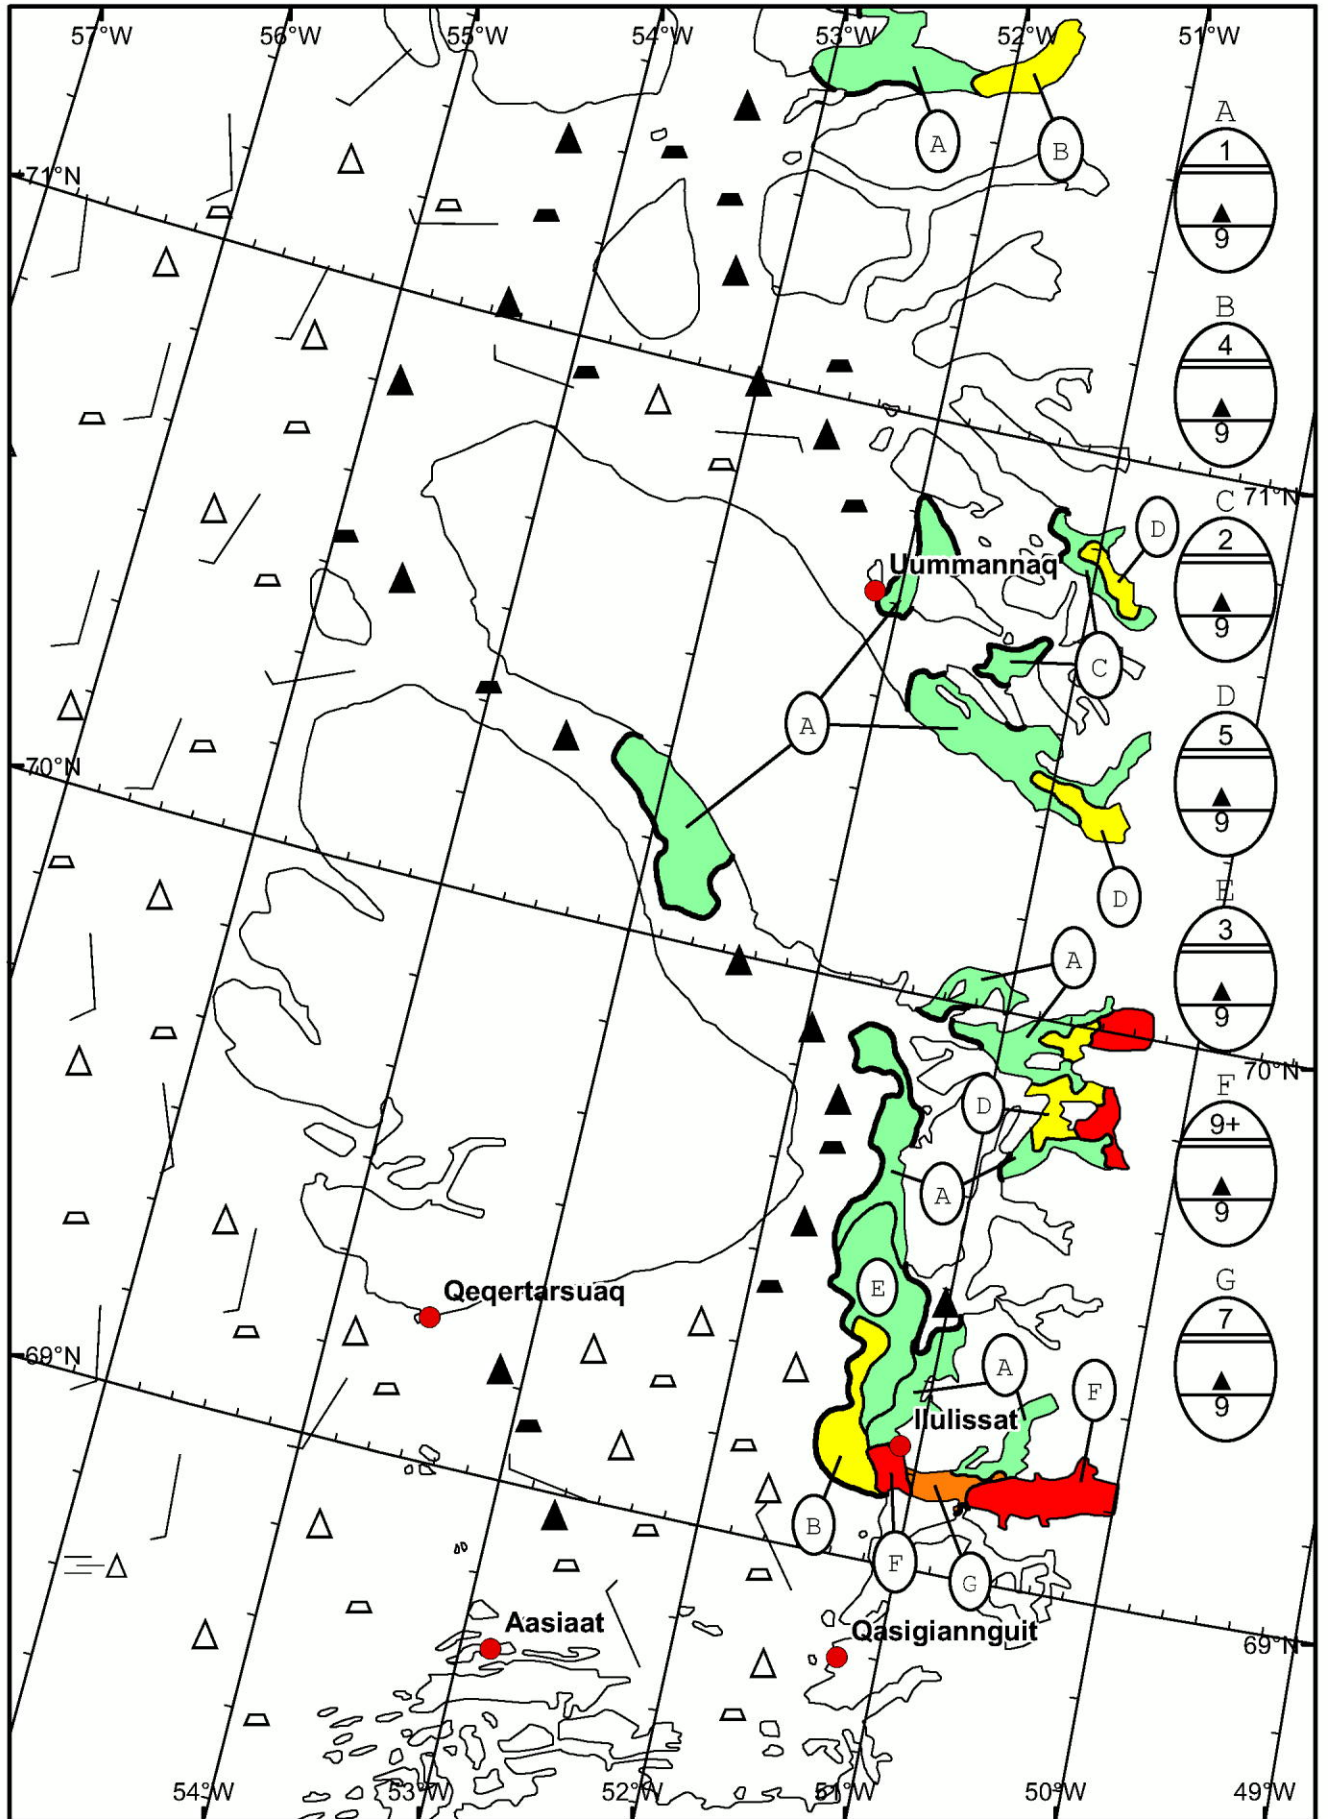 57°W 56°W 55°W 54°W 53°W 52°W 51°W
A
1
A
B
71°N
9
B
4
9
C
71°N
D
2
Uummannaq
9
C
D
A
5
70°N
9
D
E
3
A
9
70°N
F
D
9+
A
9
G
E
Qeqertarsuaq
7
69°N
A
F
9
Ilulissat
B
F
G
Aasiaat
Qasigiannguit
69°N
54°W 53°W 52°W 51°W 50°W 49°W